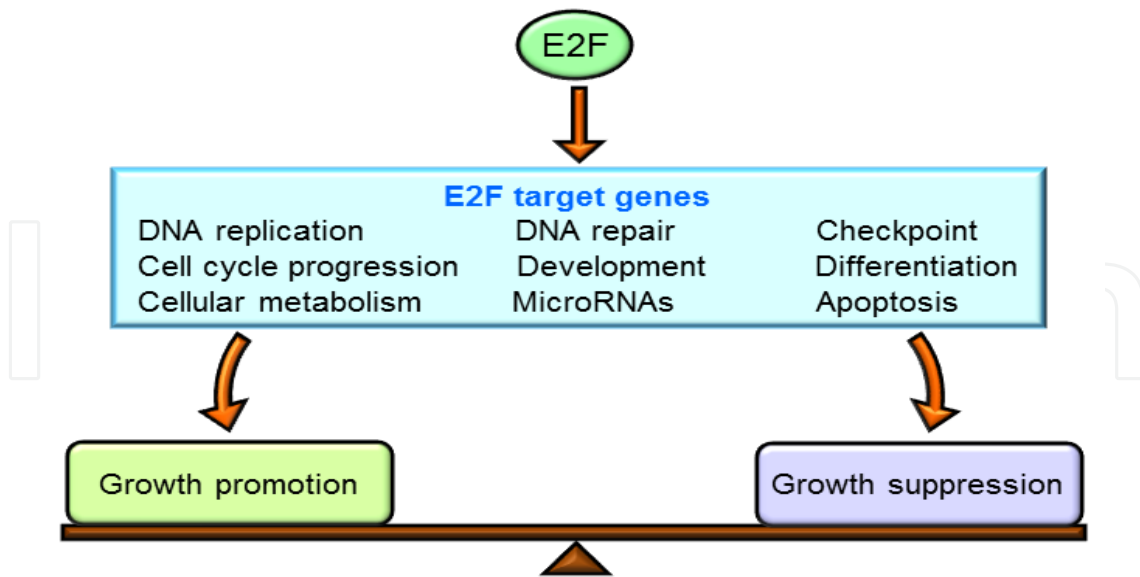 E2F
E2F target genes
DNA replication DNA repair Checkpoint
Cell cycle progression Development Differentiation
Cellular metabolism MicroRNAs Apoptosis
Growth promotion Growth suppression